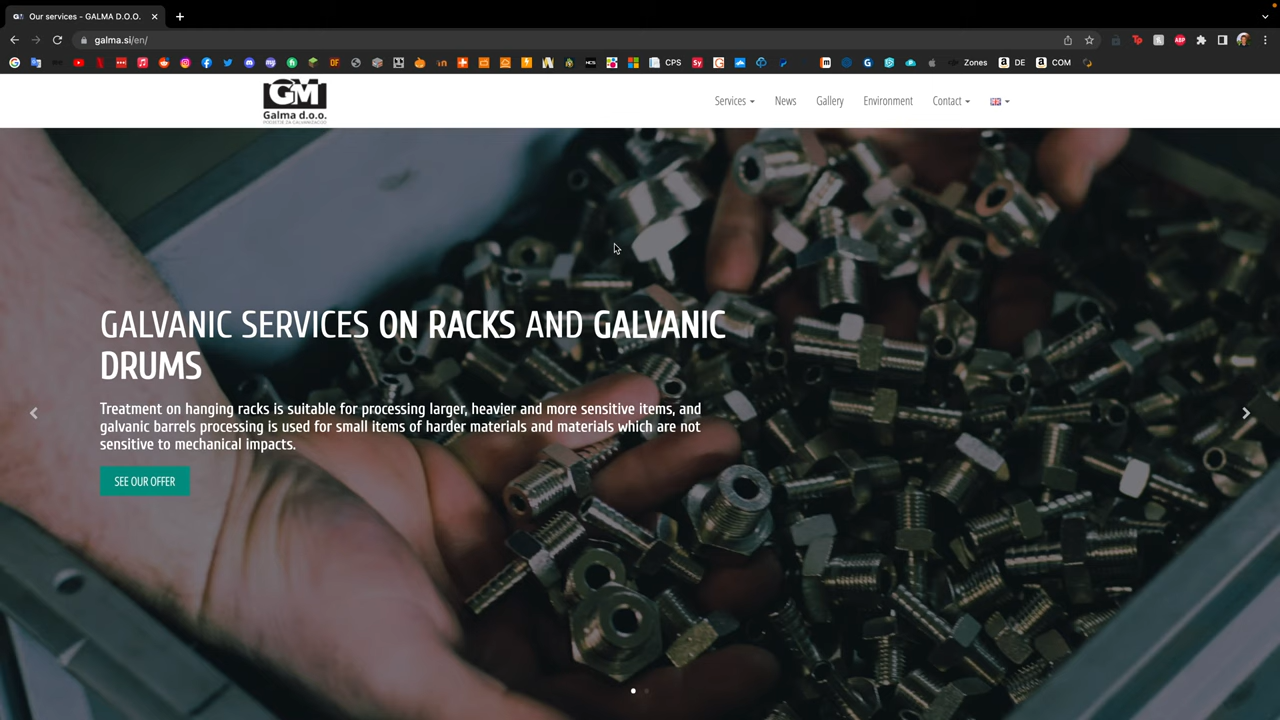 Our services - GALMA D.O.O.
galma.si/en/
CPS
Zones
DE
COM
GM
Galma d.o.o.
Services
News
Gallery
Environment
Contact
GALVANIC SERVICES ON RACKS AND GALVANIC
DRUMS
Treatment on hanging racks is suitable for processing larger, heavier and more sensitive items, and
galvanic barrels processing is used for small items of harder materials and materials which are not
sensitive to mechanical impacts.
SEE OUR OFFER